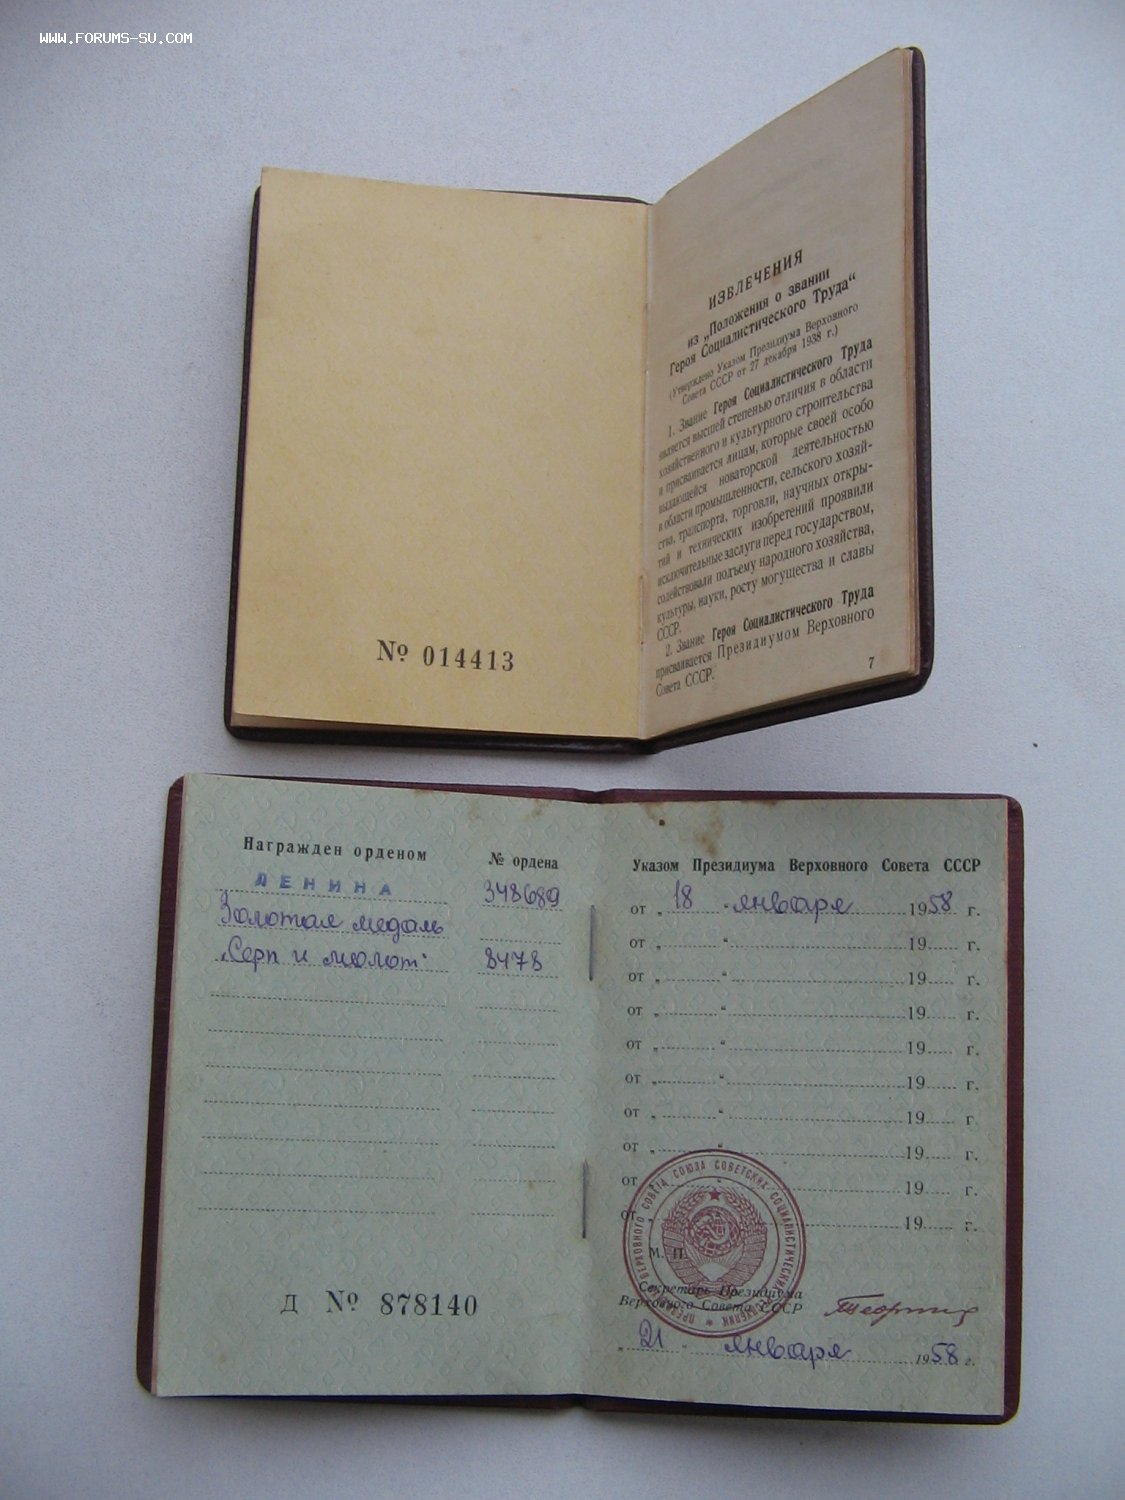 WWW.FORUMS-SU.COM
ИЗВЛЕЧЕНИЯ
из „Положения о звании
Героя Социалистического Труда“
(Утверждено Указом Президиума Верховного
Совета СССР от 27 декабря 1938 г.)
1. Звание Героя Социалистического Труда
является высшей степенью отличия в области
хозяйственного и культурного строительства
и присваивается лицам, которые своей особо
выдающейся новаторской деятельностью
в области промышленности, сельского хозяй-
ства, транспорта, торговли, научных откры-
тий и технических изобретений проявили
исключительные заслуги перед государством,
содействовали подъему народного хозяйства,
культуры, науки, росту могущества и славы
СССР.
2. Звание Героя Социалистического Труда
присваивается Президиумом Верховного
Совета СССР.
7
№ 014413
Награжден орденом № ордена
ЛЕНИНА 348689
Золотая медаль
„Серп и молот“ 8478
Д № 878140
Указом Президиума Верховного Совета СССР
от „18“ января 1958 г.
от „ “ 19 г.
от „ “ 19 г.
от „ “ 19 г.
от „ “ 19 г.
от „ “ 19 г.
от „ “ 19 г.
от „ “ 19 г.
от „ “ 19 г.
от „ “ 19 г.
М. П.
Секретарь Президиума
Верховного Совета СССР
„21“ января 1958 г.